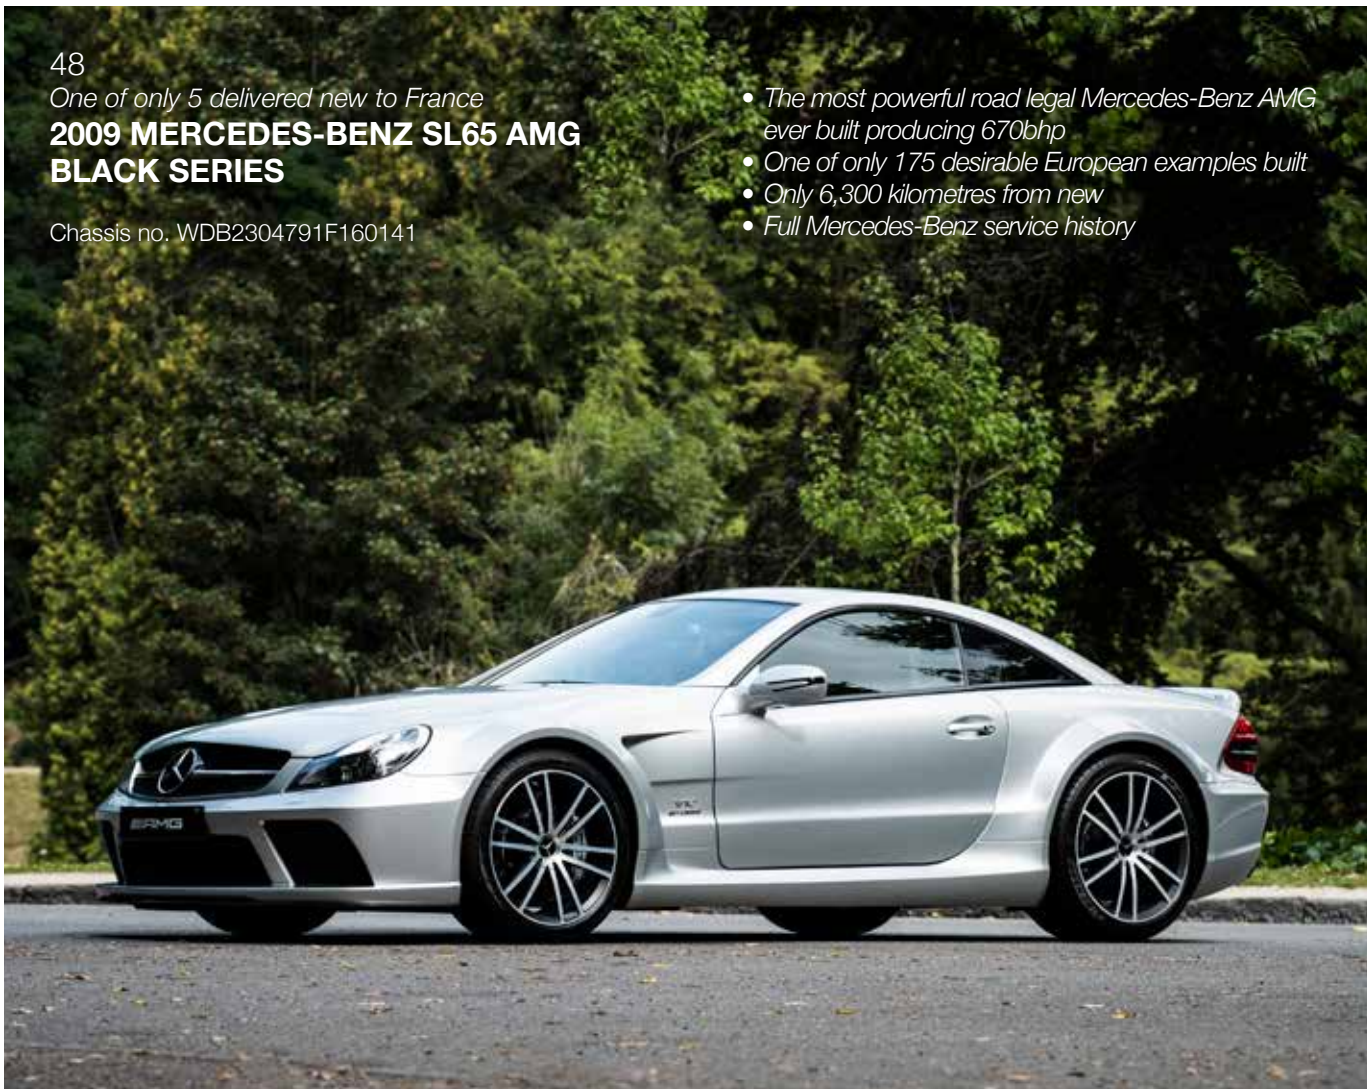 48
One of only 5 delivered new to France
2009 MERCEDES-BENZ SL65 AMG
BLACK SERIES
Chassis no. WDB2304791F160141
• The most powerful road legal Mercedes-Benz AMG
ever built producing 670bhp
• One of only 175 desirable European examples built
• Only 6,300 kilometres from new
• Full Mercedes-Benz service history
AMG